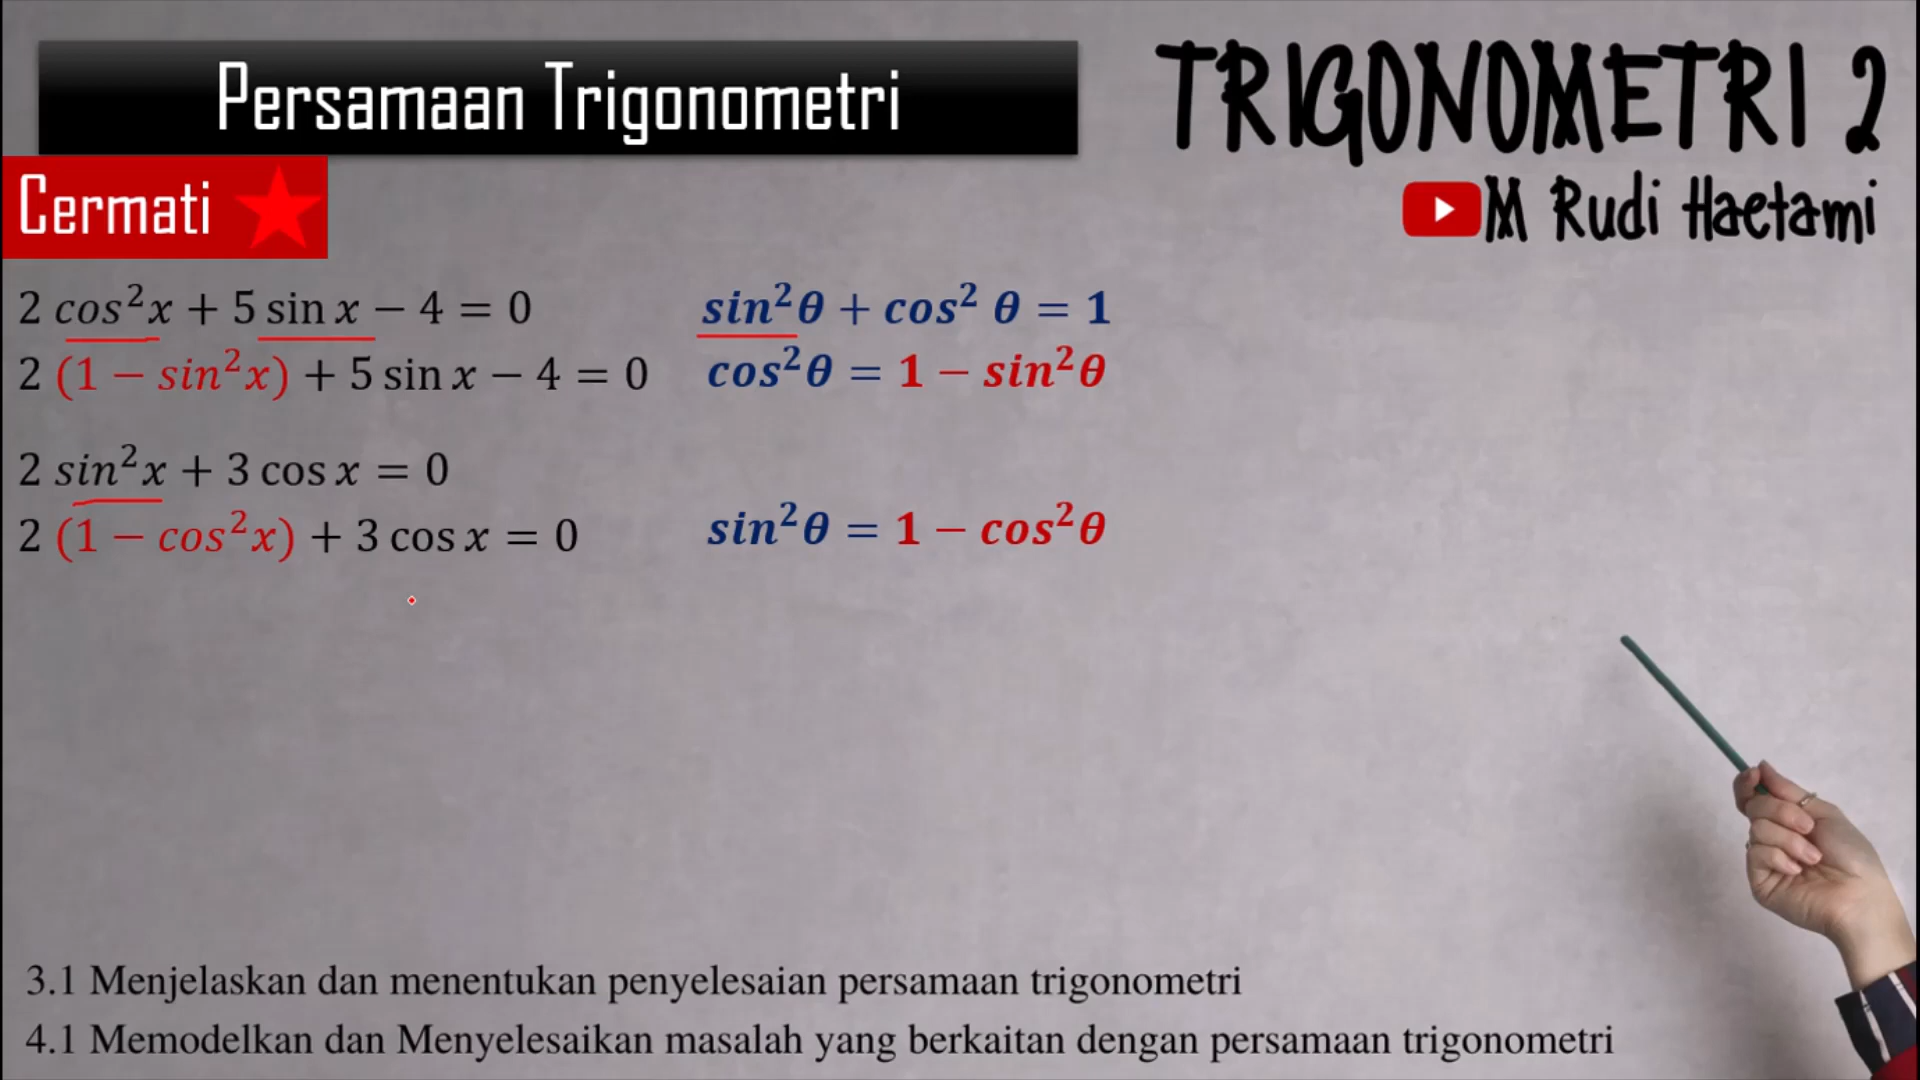 Persamaan Trigonometri
TRIGONOMETRI 2
M Rudi Haetami
Cermati
2 cos²x + 5 sin x − 4 = 0
sin²θ + cos² θ = 1
2 (1 − sin²x) + 5 sin x − 4 = 0
cos²θ = 1 − sin²θ
2 sin²x + 3 cos x = 0
2 (1 − cos²x) + 3 cos x = 0
sin²θ = 1 − cos²θ
3.1 Menjelaskan dan menentukan penyelesaian persamaan trigonometri
4.1 Memodelkan dan Menyelesaikan masalah yang berkaitan dengan persamaan trigonometri